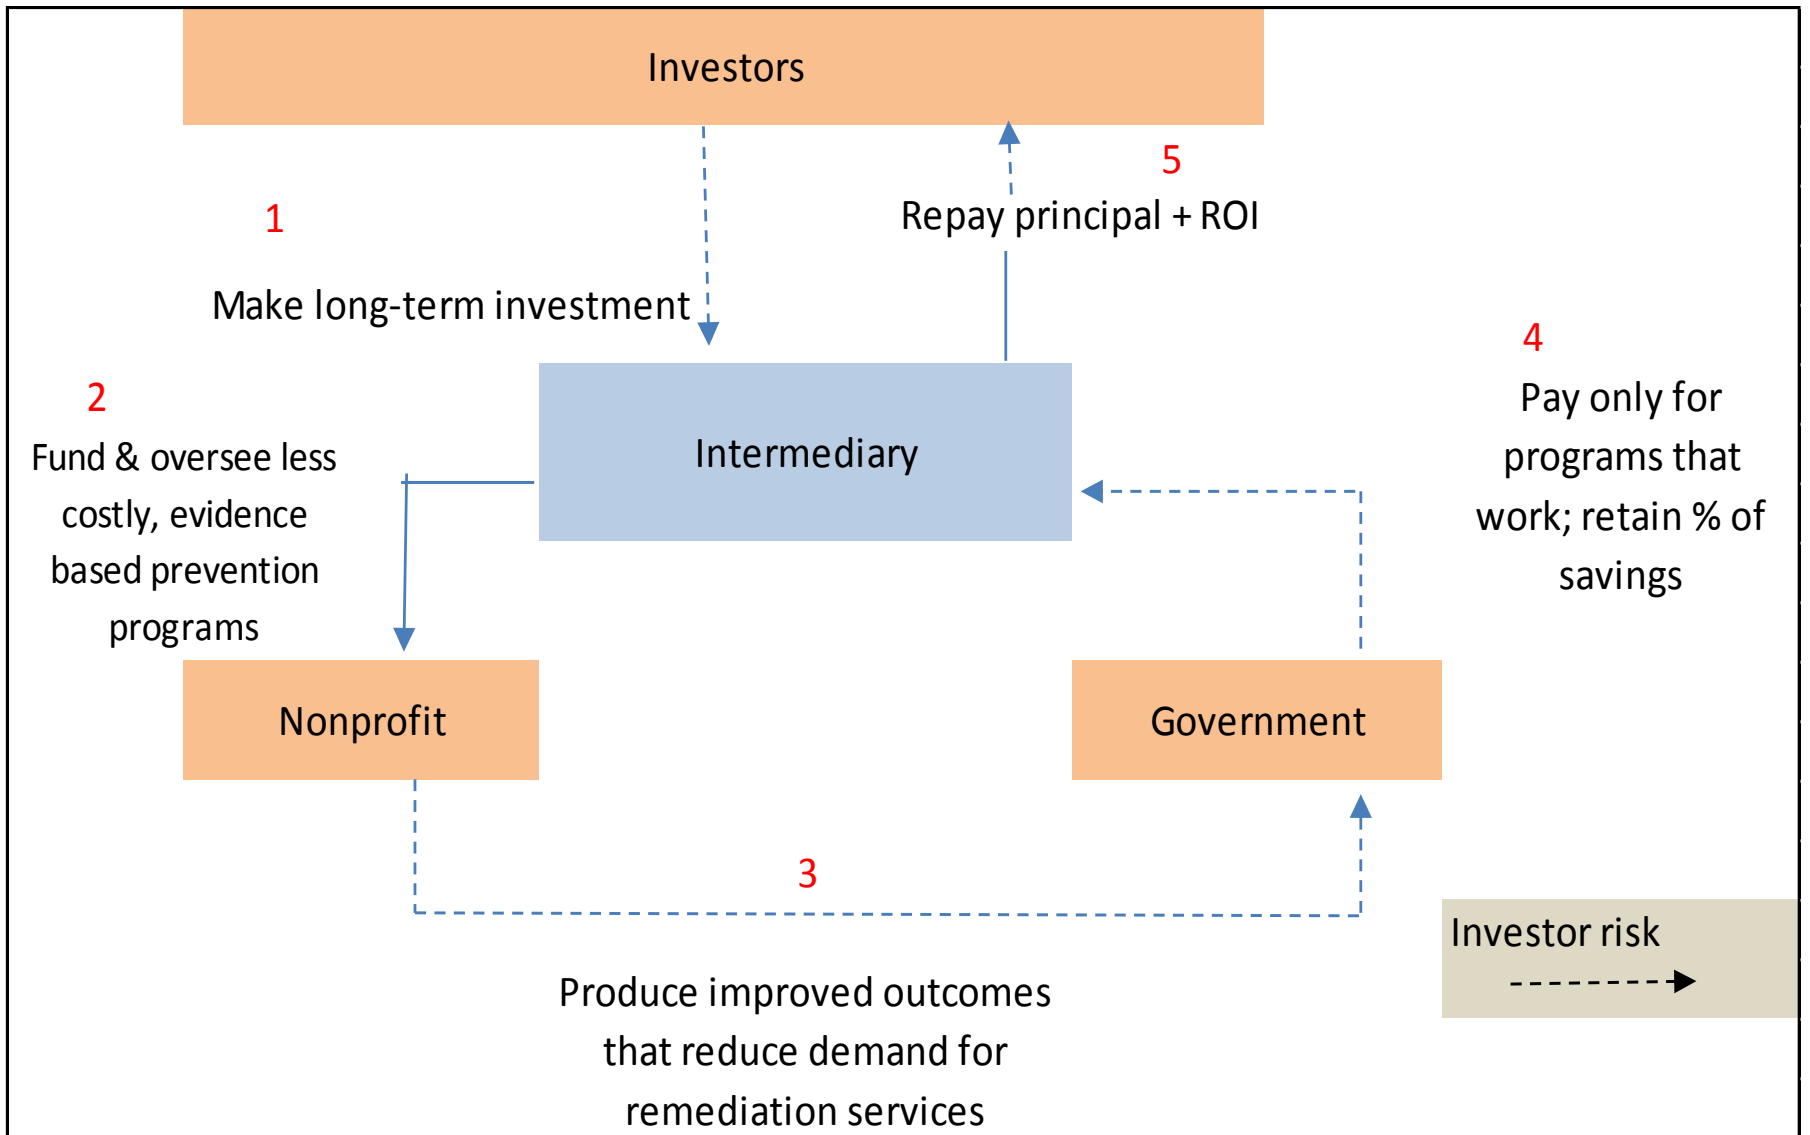 Investors
1
Make long-term investment
5
Repay principal + ROI
2
Fund & oversee less
costly, evidence
based prevention
programs
Intermediary
4
Pay only for
programs that
work; retain % of
savings
Nonprofit
Government
3
Produce improved outcomes
that reduce demand for
remediation services
Investor risk